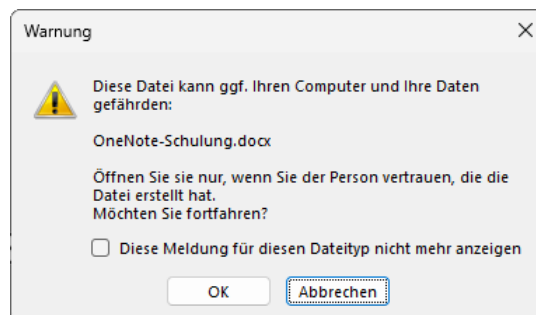 Warnung
Diese Datei kann ggf. Ihren Computer und Ihre Daten
gefährden:
OneNote-Schulung.docx
Öffnen Sie sie nur, wenn Sie der Person vertrauen, die die
Datei erstellt hat.
Möchten Sie fortfahren?
Diese Meldung für diesen Dateityp nicht mehr anzeigen
OK
Abbrechen